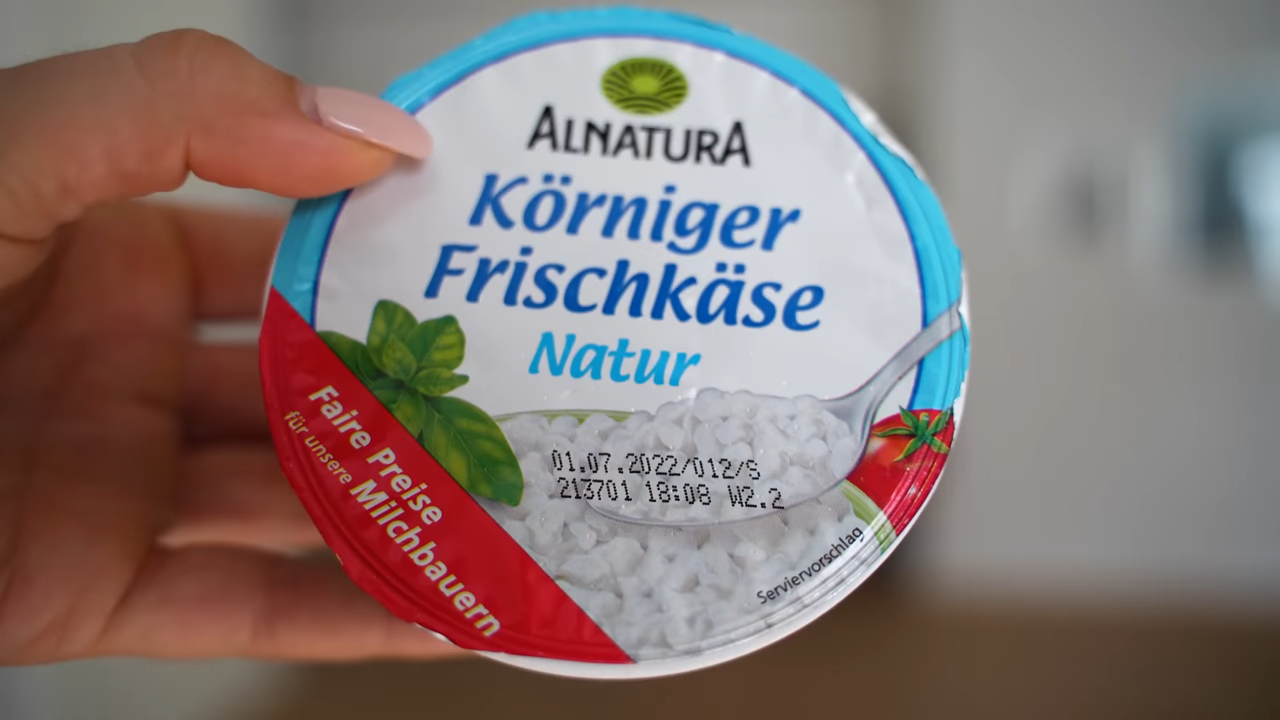 ALNATURA
Körniger
Frischkäse
Natur
01.07.2022/012/S
213701 18:08 W2.2
Faire Preise
für unsere Milchbauern
Serviervorschlag